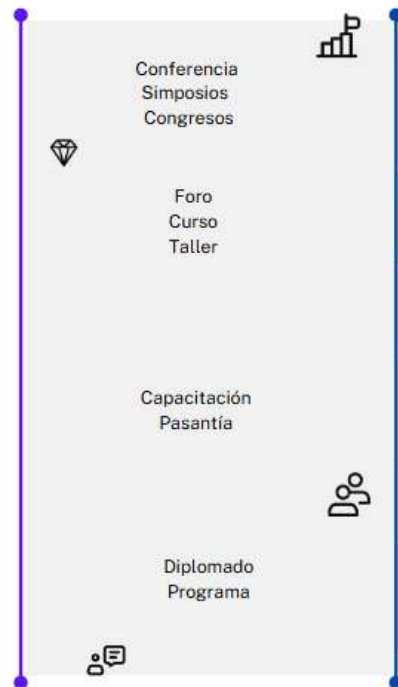 Conferencia
Simposios
Congresos
Foro
Curso
Taller
Capacitación
Pasantía
Diplomado
Programa